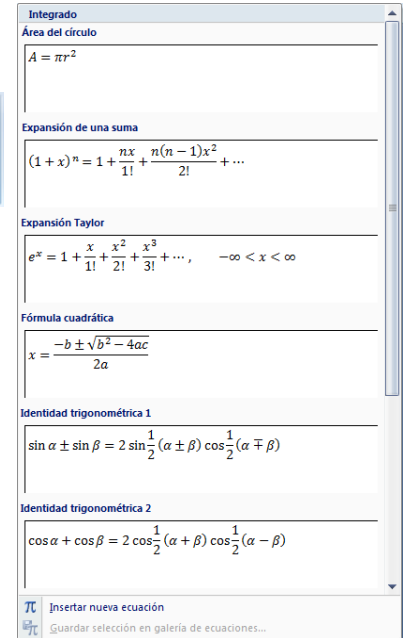 Integrado
Área del círculo
A = πr²
Expansión de una suma
(1 + x)ⁿ = 1 + nx/1! + n(n − 1)x²/2! + ⋯
Expansión Taylor
eˣ = 1 + x/1! + x²/2! + x³/3! + ⋯ , −∞ < x < ∞
Fórmula cuadrática
x = (−b ± √(b² − 4ac))/2a
Identidad trigonométrica 1
sin α ± sin β = 2 sin 1/2 (α ± β) cos 1/2 (α ∓ β)
Identidad trigonométrica 2
cos α + cos β = 2 cos 1/2 (α + β) cos 1/2 (α − β)
π Insertar nueva ecuación
π Guardar selección en galería de ecuaciones...